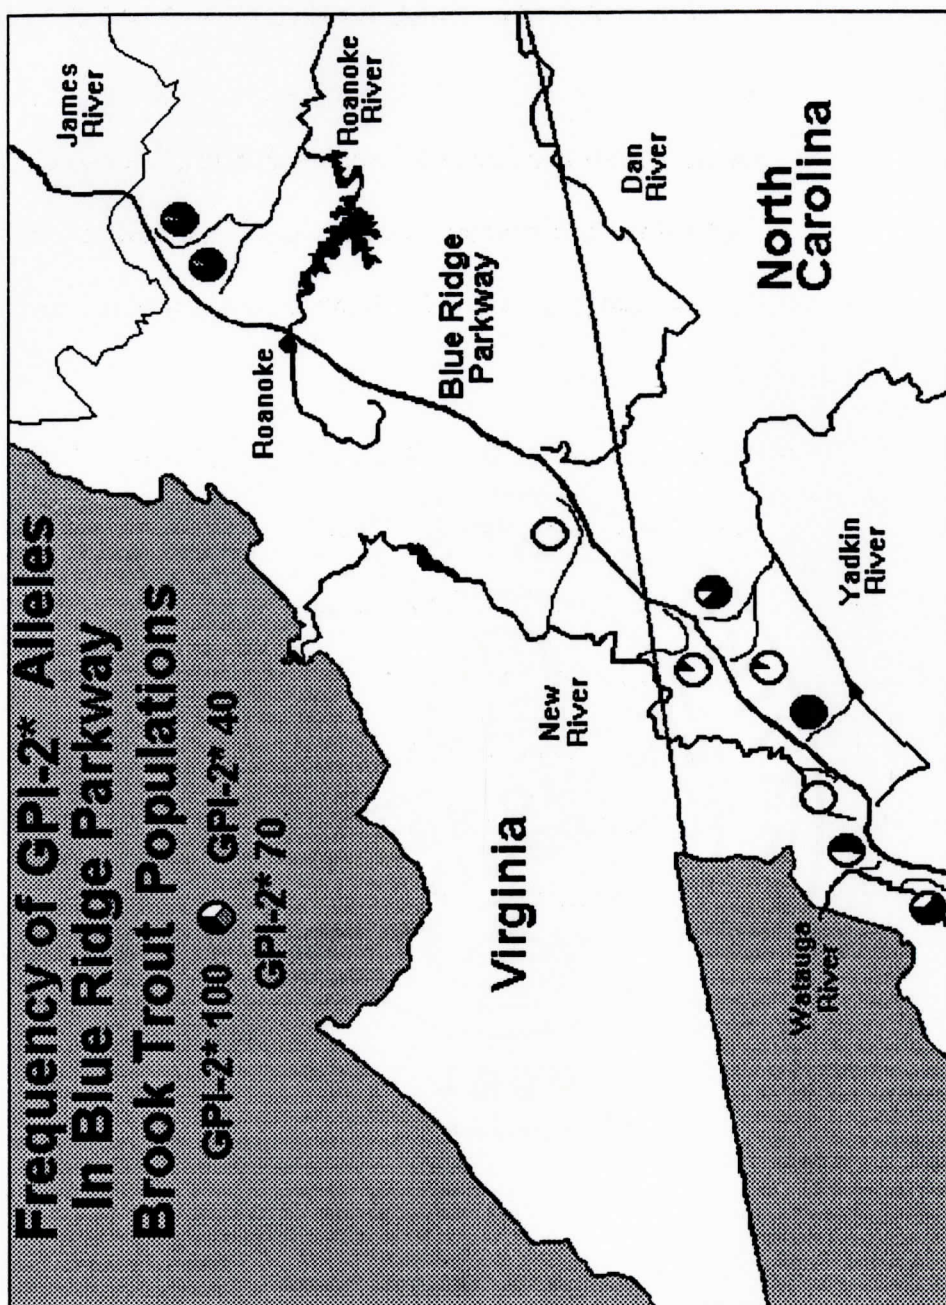 Frequency of GPI-2* Alleles
In Blue Ridge Parkway
Brook Trout Populations
GPI-2* 100 GPI-2* 40
GPI-2* 70
James
River
Roanoke
River
Roanoke
Blue Ridge
Parkway
Dan
River
North
Carolina
Virginia
New
River
Yadkin
River
Watauga
River